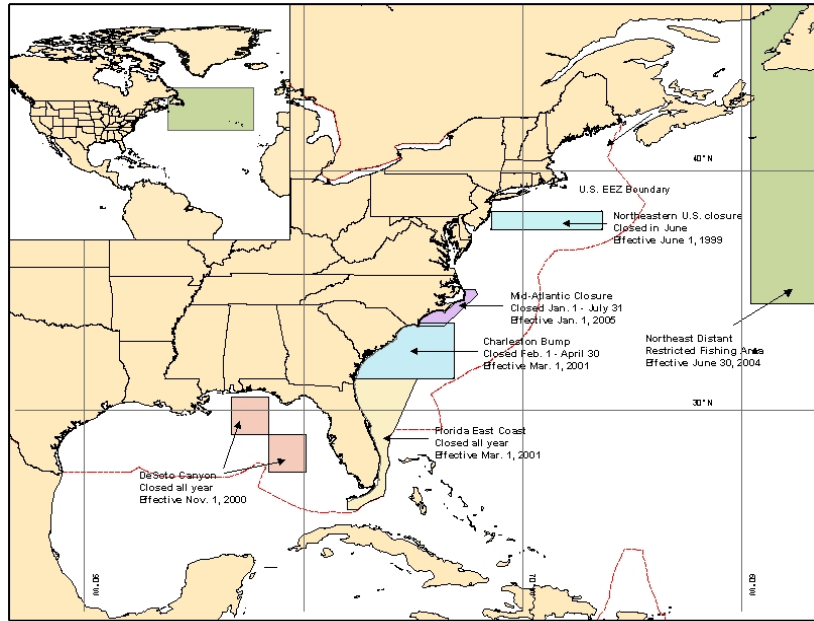 40°N
U.S. EEZ Boundary
Northeastern U.S. closure
Closed in June
Effective June 1, 1999
Mid-Atlantic Closure
Closed Jan. 1 - July 31
Effective Jan. 1, 2005
Charleston Bump
Closed Feb. 1 - April 30
Effective Mar. 1, 2001
Northeast Distant
Restricted Fishing Area
Effective June 30, 2004
30°N
Florida East Coast
Closed all year
Effective Mar. 1, 2001
DeSoto Canyon
Closed all year
Effective Nov. 1, 2000
90°W
70°W
60°W